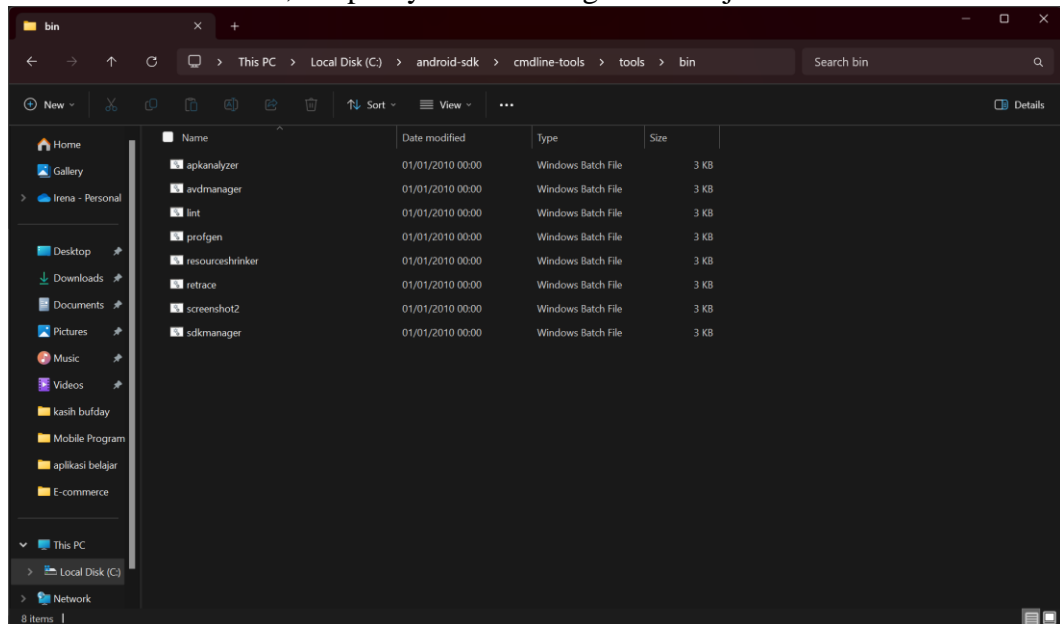 bin
This PC > Local Disk (C:) > android-sdk > cmdline-tools > tools > bin
Search bin
New
Sort
View
Details
Name Date modified Type Size
apkanalyzer 01/01/2010 00:00 Windows Batch File 3 KB
avdmanager 01/01/2010 00:00 Windows Batch File 3 KB
lint 01/01/2010 00:00 Windows Batch File 3 KB
profgen 01/01/2010 00:00 Windows Batch File 3 KB
resourceshrinker 01/01/2010 00:00 Windows Batch File 3 KB
retrace 01/01/2010 00:00 Windows Batch File 3 KB
screenshot2 01/01/2010 00:00 Windows Batch File 3 KB
sdkmanager 01/01/2010 00:00 Windows Batch File 3 KB
Home
Gallery
Irena - Personal
Desktop
Downloads
Documents
Pictures
Music
Videos
kasih bufday
Mobile Program
aplikasi belajar
E-commerce
This PC
Local Disk (C:)
Network
8 items